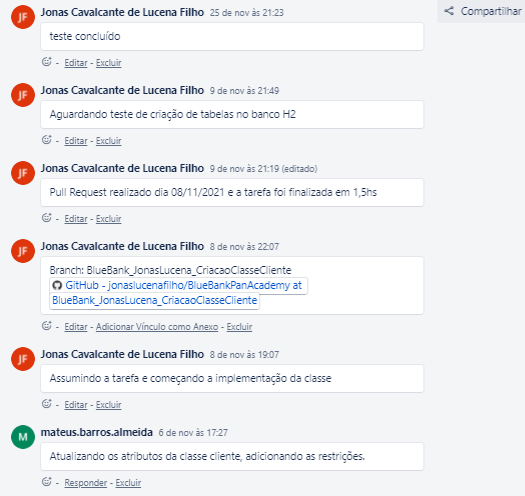 Compartilhar
JF
Jonas Cavalcante de Lucena Filho 25 de nov às 21:23
teste concluído
- Editar - Excluir
JF
Jonas Cavalcante de Lucena Filho 9 de nov às 21:49
Aguardando teste de criação de tabelas no banco H2
- Editar - Excluir
JF
Jonas Cavalcante de Lucena Filho 9 de nov às 21:19 (editado)
Pull Request realizado dia 08/11/2021 e a tarefa foi finalizada em 1,5hs
- Editar - Excluir
JF
Jonas Cavalcante de Lucena Filho 8 de nov às 22:07
Branch: BlueBank_JonasLucena_CriacaoClasseCliente
GitHub - jonaslucenafilho/BlueBankPanAcademy at
BlueBank_JonasLucena_CriacaoClasseCliente
- Editar - Adicionar Vínculo como Anexo - Excluir
JF
Jonas Cavalcante de Lucena Filho 8 de nov às 19:07
Assumindo a tarefa e começando a implementação da classe
- Editar - Excluir
M
mateus.barros.almeida 6 de nov às 17:27
Atualizando os atributos da classe cliente, adicionando as restrições.
- Responder - Excluir